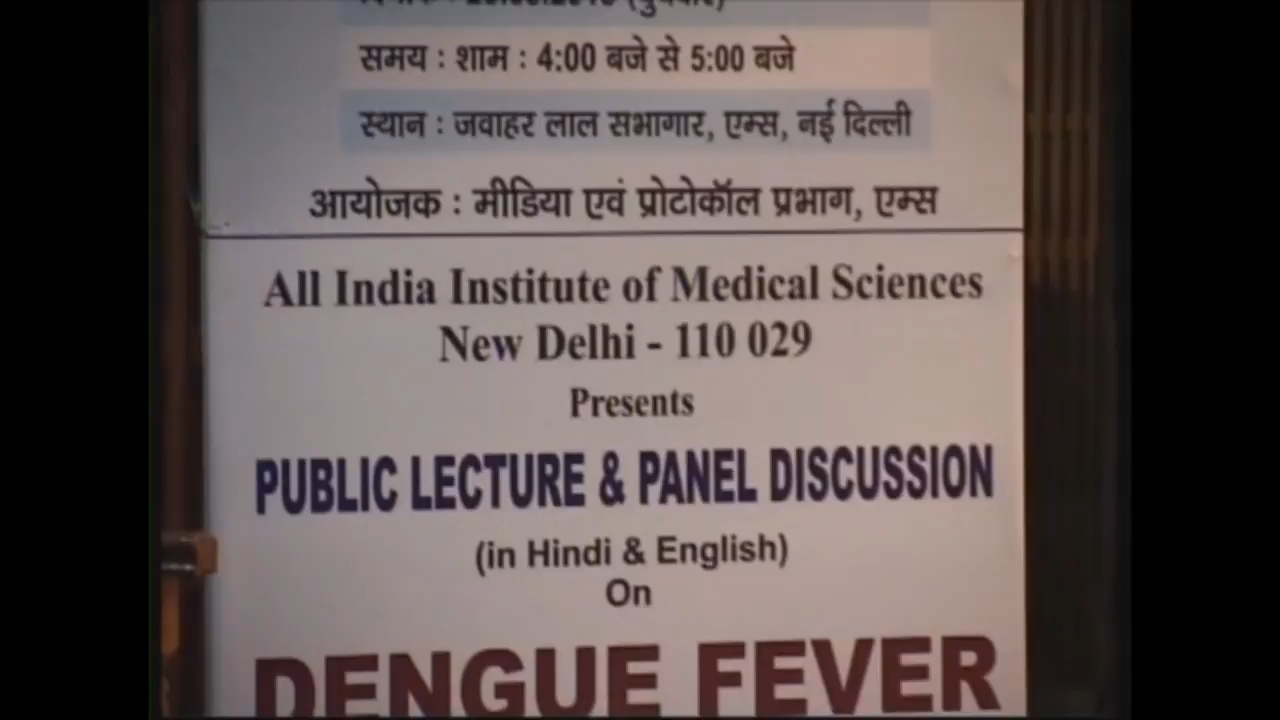 समय : शाम : 4:00 बजे से 5:00 बजे
स्थान : जवाहर लाल सभागार, एम्स, नई दिल्ली
आयोजक : मीडिया एवं प्रोटोकॉल प्रभाग, एम्स
All India Institute of Medical Sciences
New Delhi - 110 029
Presents
PUBLIC LECTURE & PANEL DISCUSSION
(in Hindi & English)
On
DENGUE FEVER